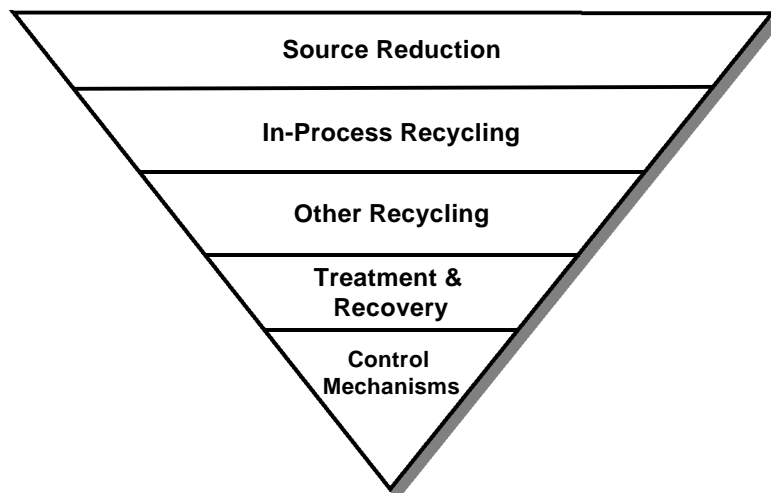 Source Reduction
In-Process Recycling
Other Recycling
Treatment &
Recovery
Control
Mechanisms